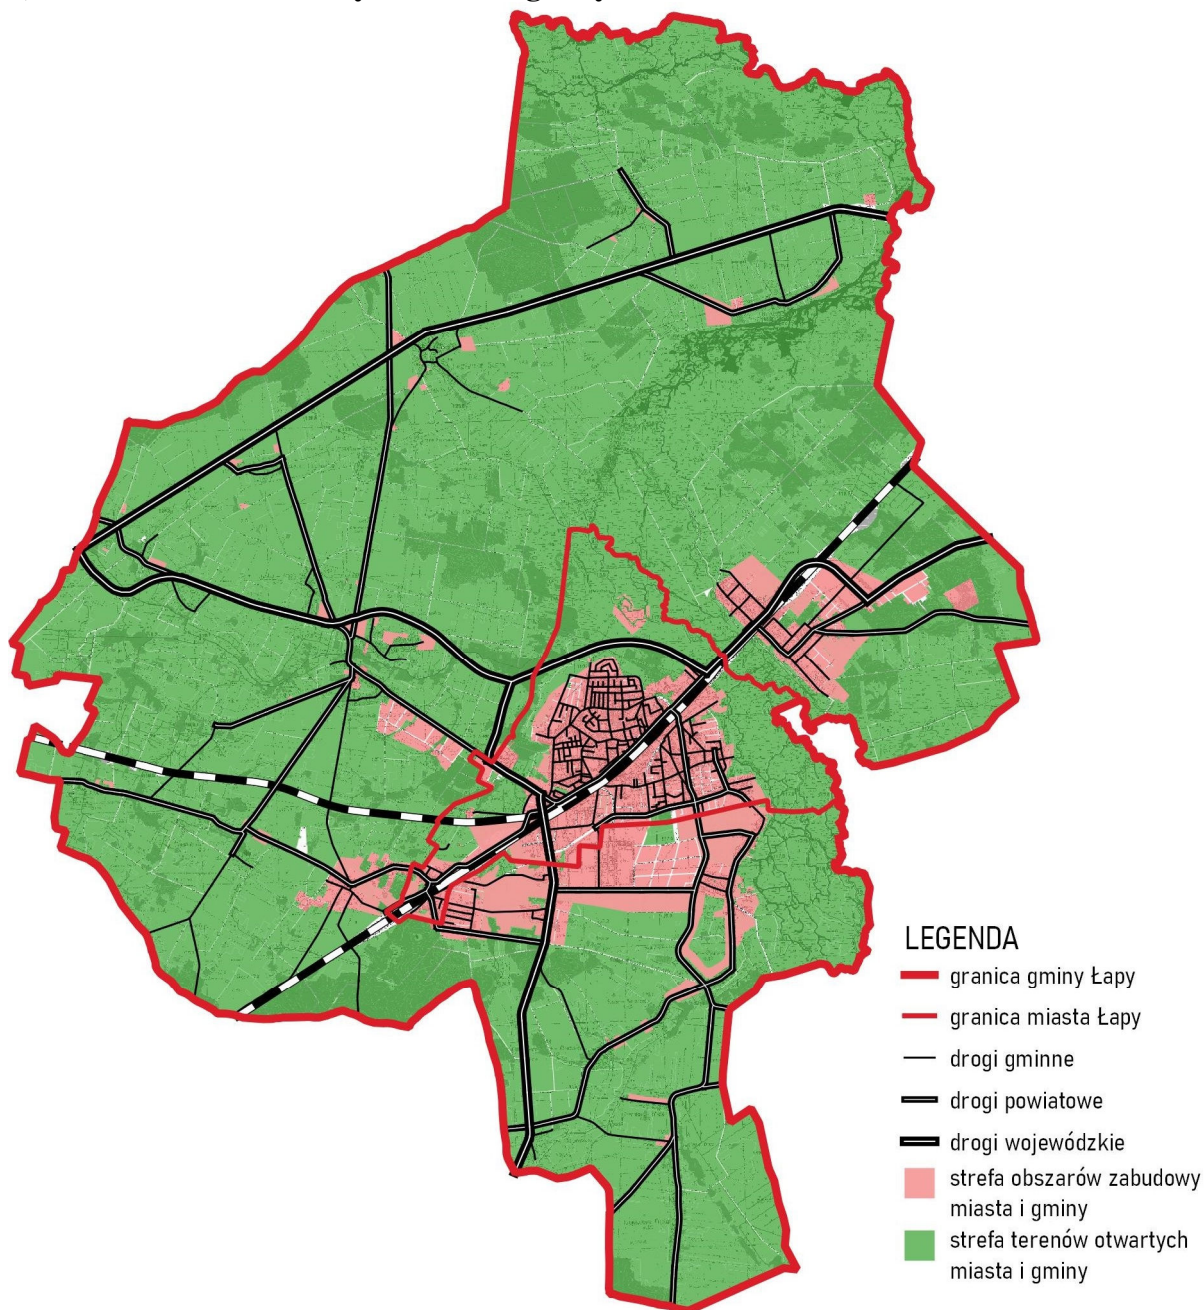 LEGENDA
granica gminy Łapy
granica miasta Łapy
drogi gminne
drogi powiatowe
drogi wojewódzkie
strefa obszarów zabudowy
miasta i gminy
strefa terenów otwartych
miasta i gminy